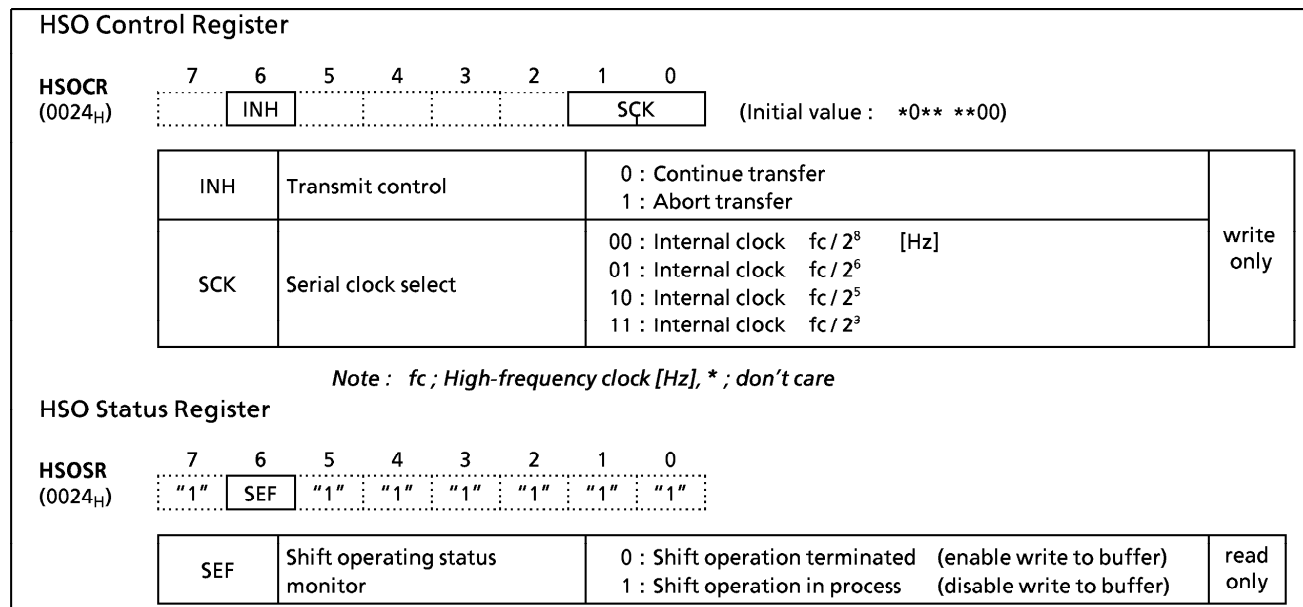 HSO Control Register
7 6 5 4 3 2 1 0
HSOCR
(0024H)
INH SCK (Initial value : *0** **00)
INH Transmit control 0 : Continue transfer
1 : Abort transfer
write only
SCK Serial clock select 00 : Internal clock fc / 2⁸ [Hz]
01 : Internal clock fc / 2⁶
10 : Internal clock fc / 2⁵
11 : Internal clock fc / 2³
Note : fc ; High-frequency clock [Hz], * ; don't care
HSO Status Register
7 6 5 4 3 2 1 0
HSOSR
(0024H)
"1" SEF "1" "1" "1" "1" "1" "1"
SEF Shift operating status monitor 0 : Shift operation terminated (enable write to buffer)
1 : Shift operation in process (disable write to buffer)
read only